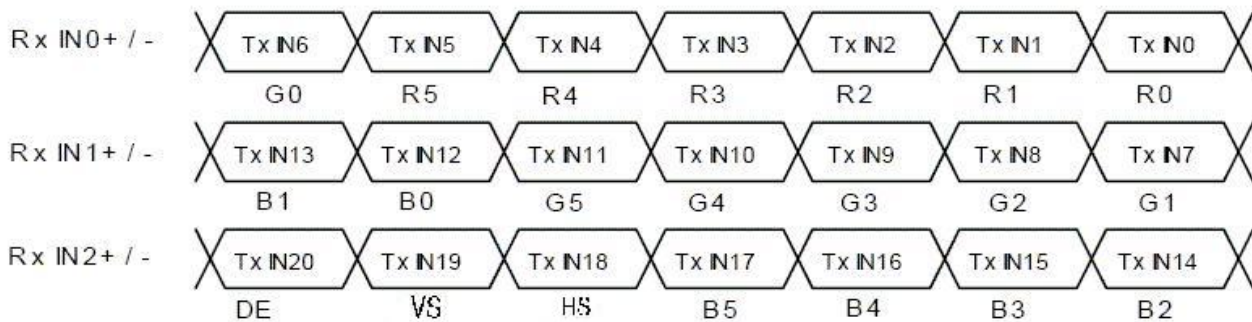 Rx IN0+ / - Tx IN6 Tx IN5 Tx IN4 Tx IN3 Tx IN2 Tx IN1 Tx IN0
G0 R5 R4 R3 R2 R1 R0
Rx IN1+ / - Tx IN13 Tx IN12 Tx IN11 Tx IN10 Tx IN9 Tx IN8 Tx IN7
B1 B0 G5 G4 G3 G2 G1
Rx IN2+ / - Tx IN20 Tx IN19 Tx IN18 Tx IN17 Tx IN16 Tx IN15 Tx IN14
DE VS HS B5 B4 B3 B2